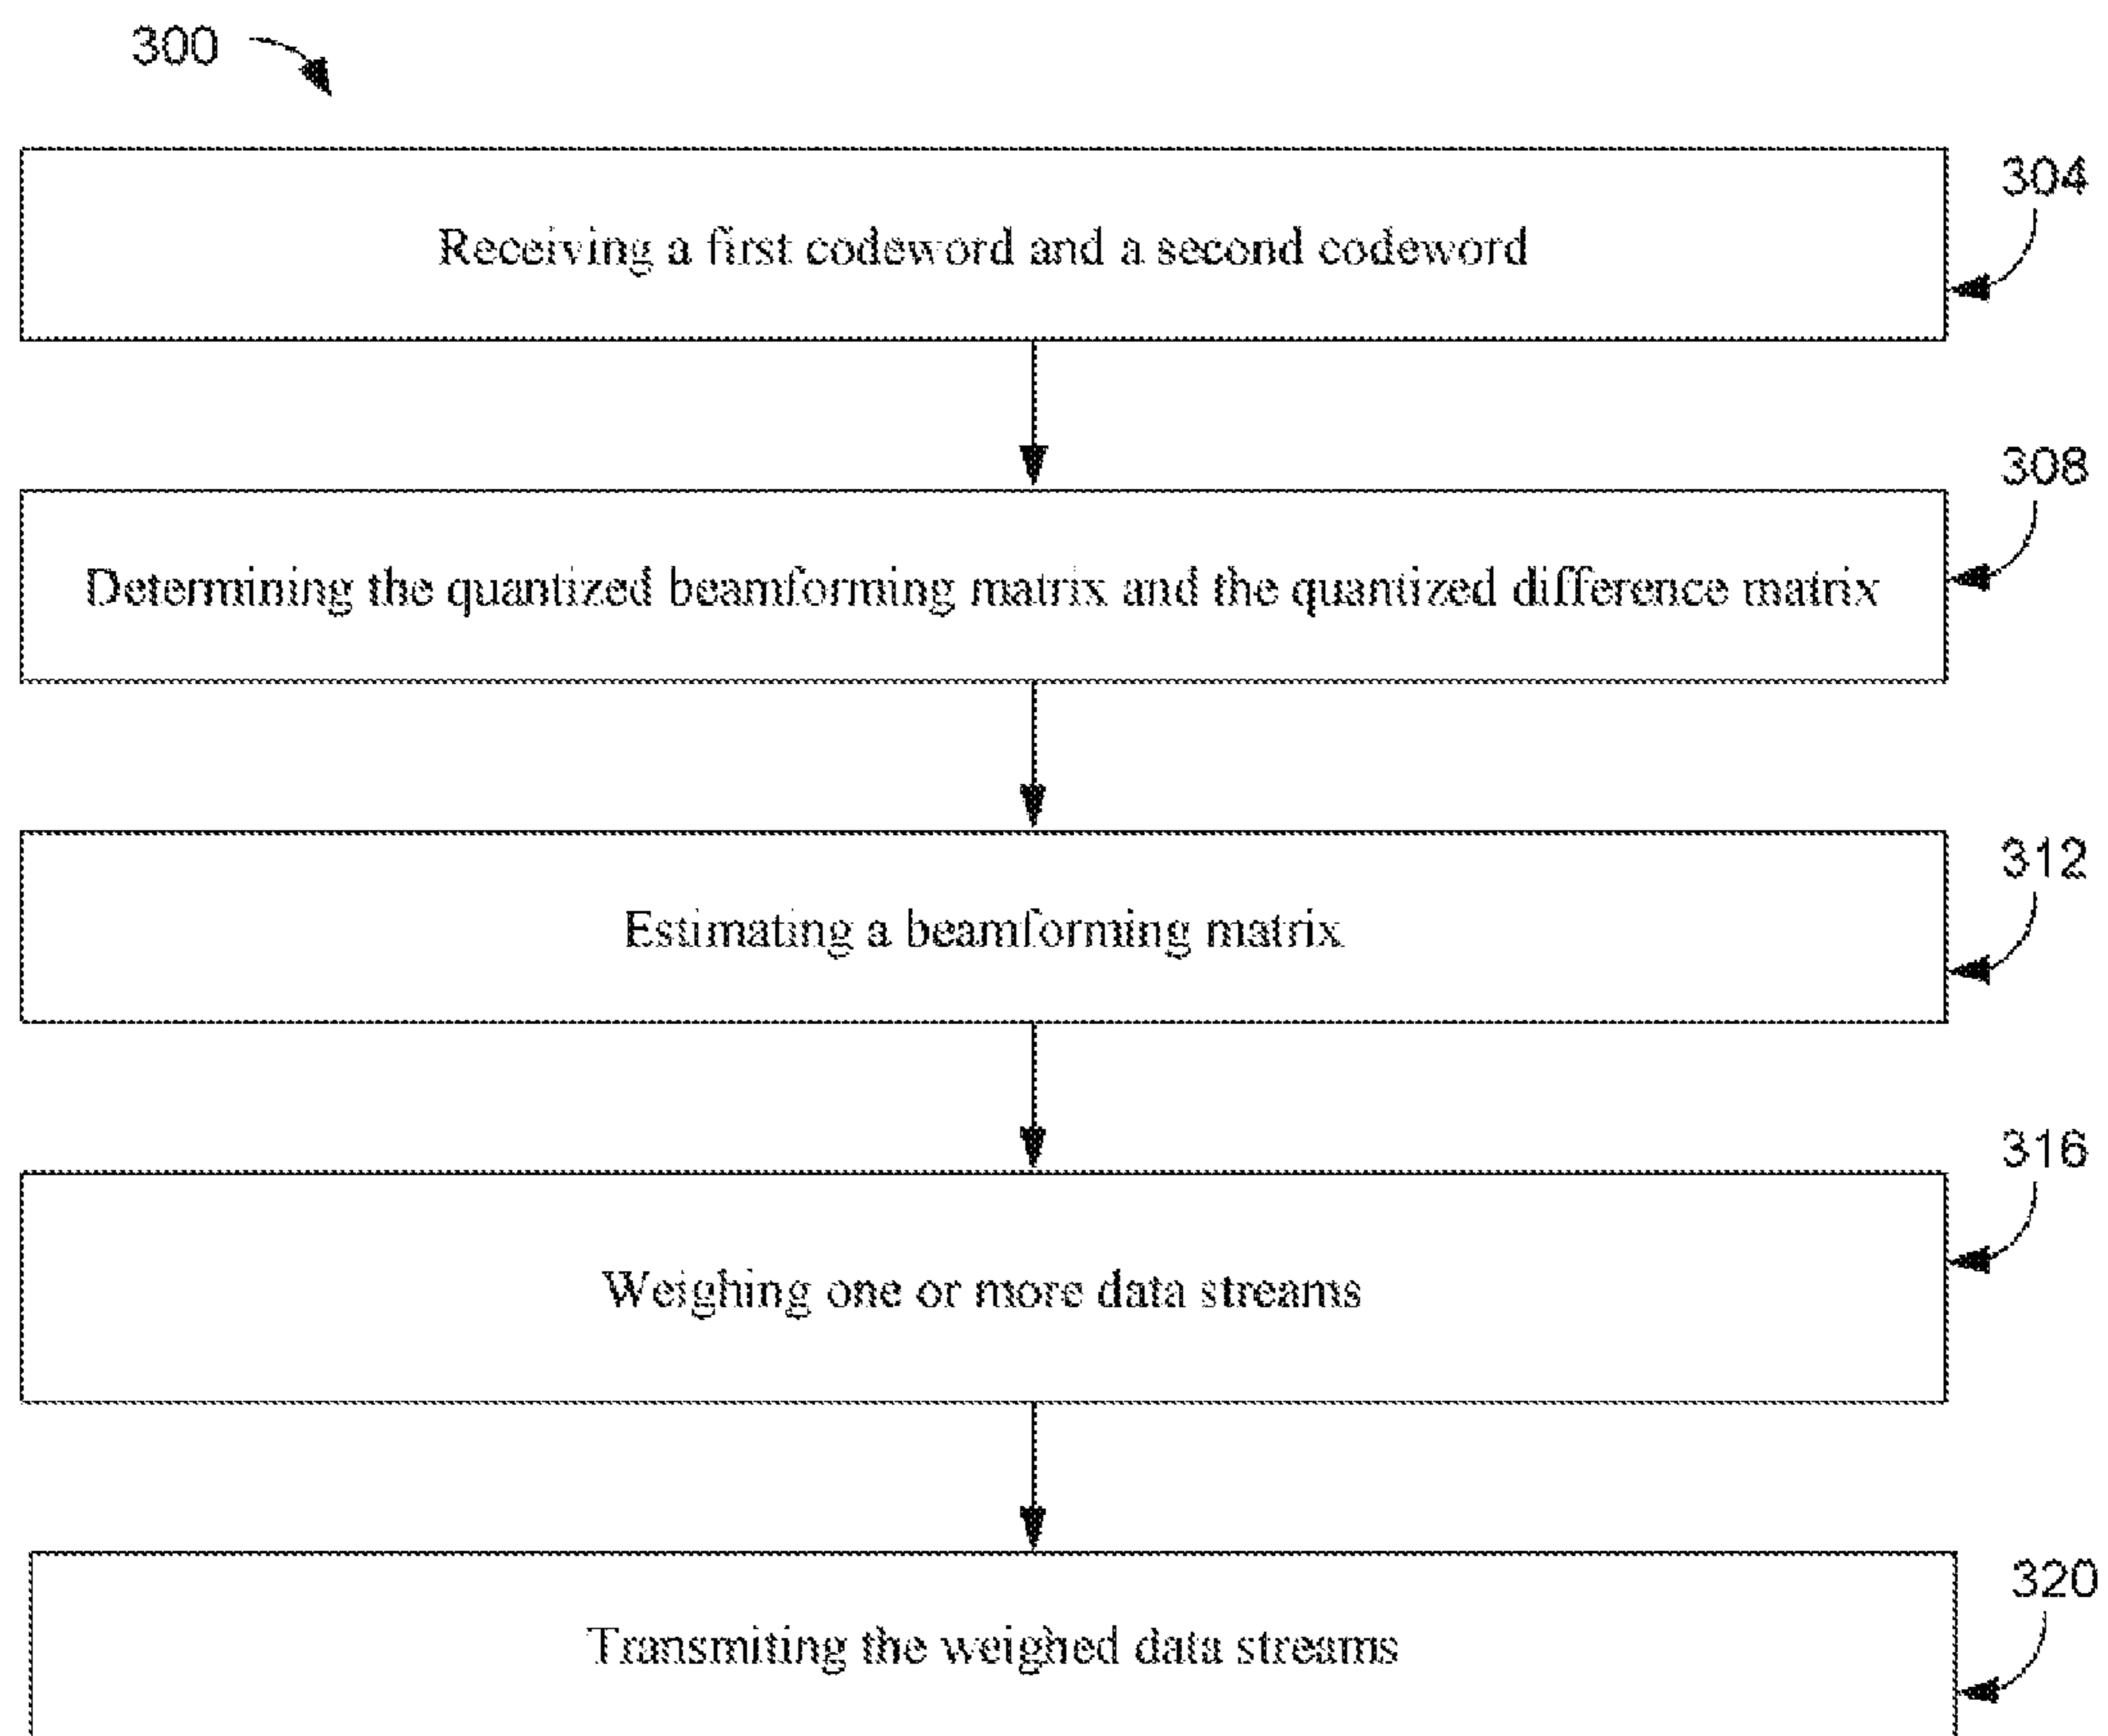 300
304
Receiving a first codeword and a second codeword
308
Determining the quantized beamforming matrix and the quantized difference matrix
312
Estimating a beamforming matrix
316
Weighing one or more data streams
320
Transmiting the weighed data streams